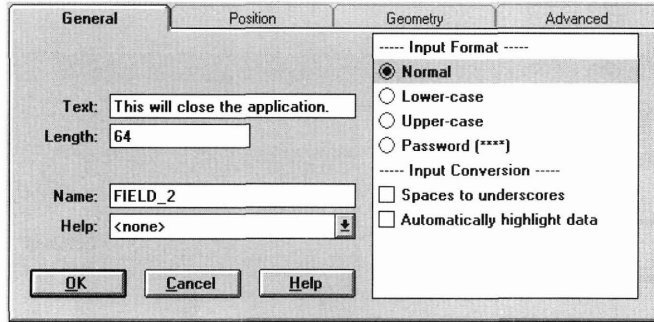 General Position Geometry Advanced
Text: This will close the application.
Length: 64
Name: FIELD_2
Help: <none>
OK Cancel Help
----- Input Format -----
Normal
Lower-case
Upper-case
Password (****)
----- Input Conversion -----
Spaces to underscores
Automatically highlight data